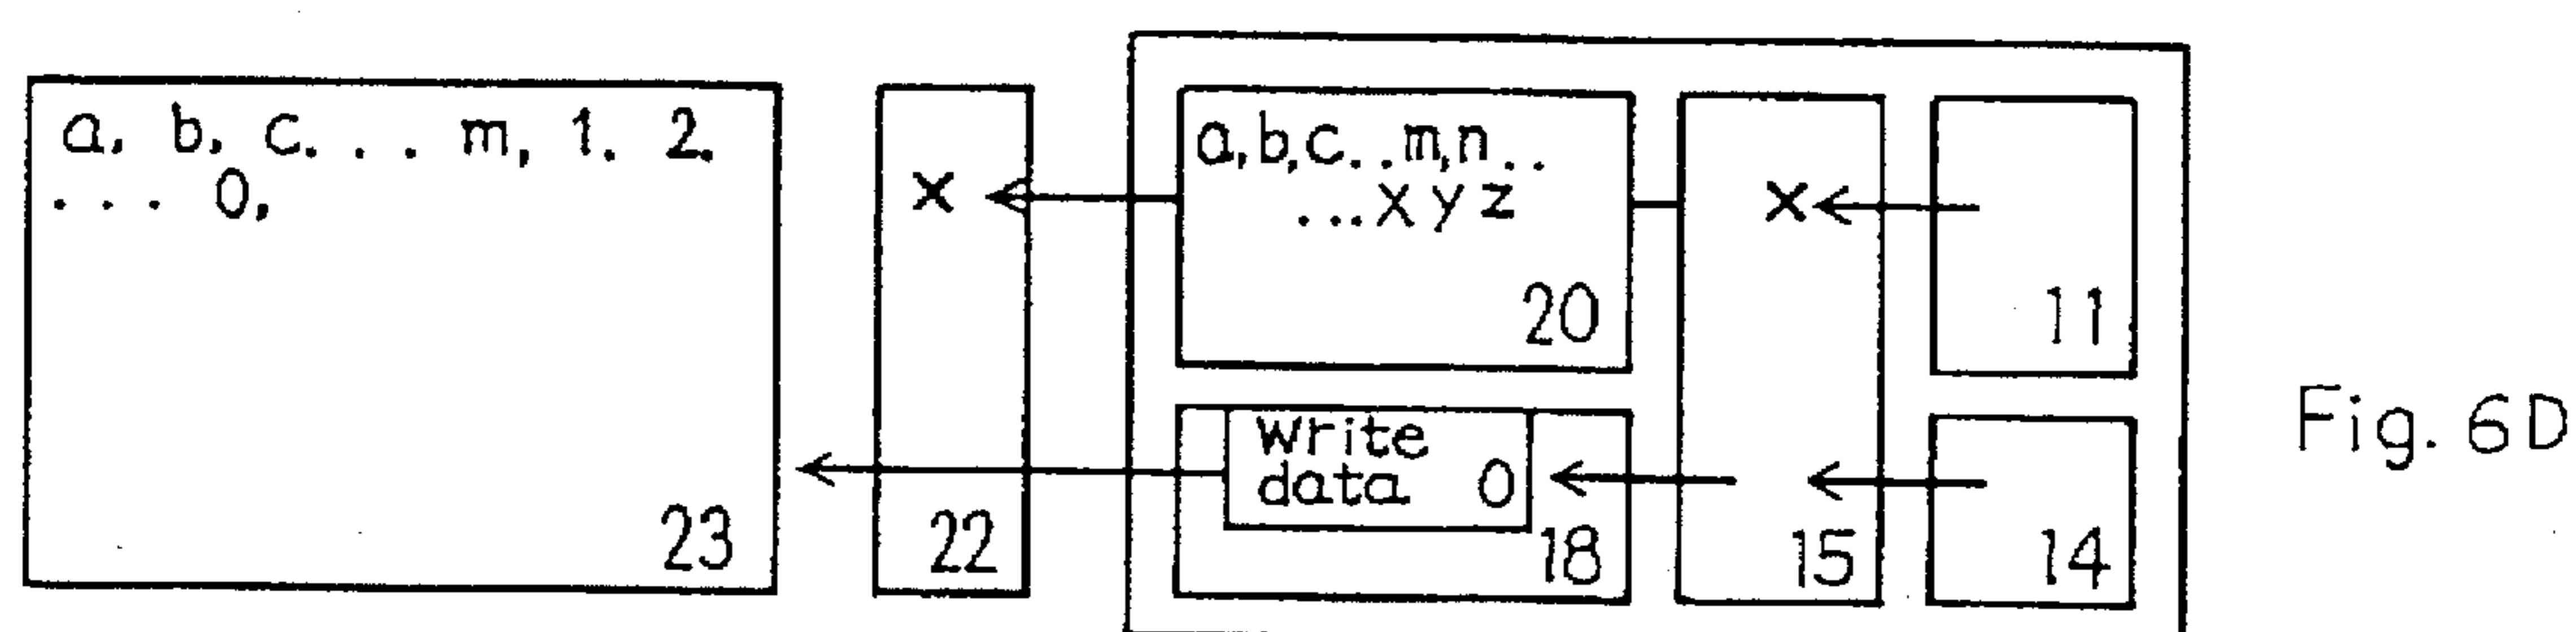 a, b, c. . . m, 1. 2.
. . . 0,
23
x
22
a,b,c..m,n..
...x y z
20
Write
data 0
18
x
15
11
14
Fig. 6D